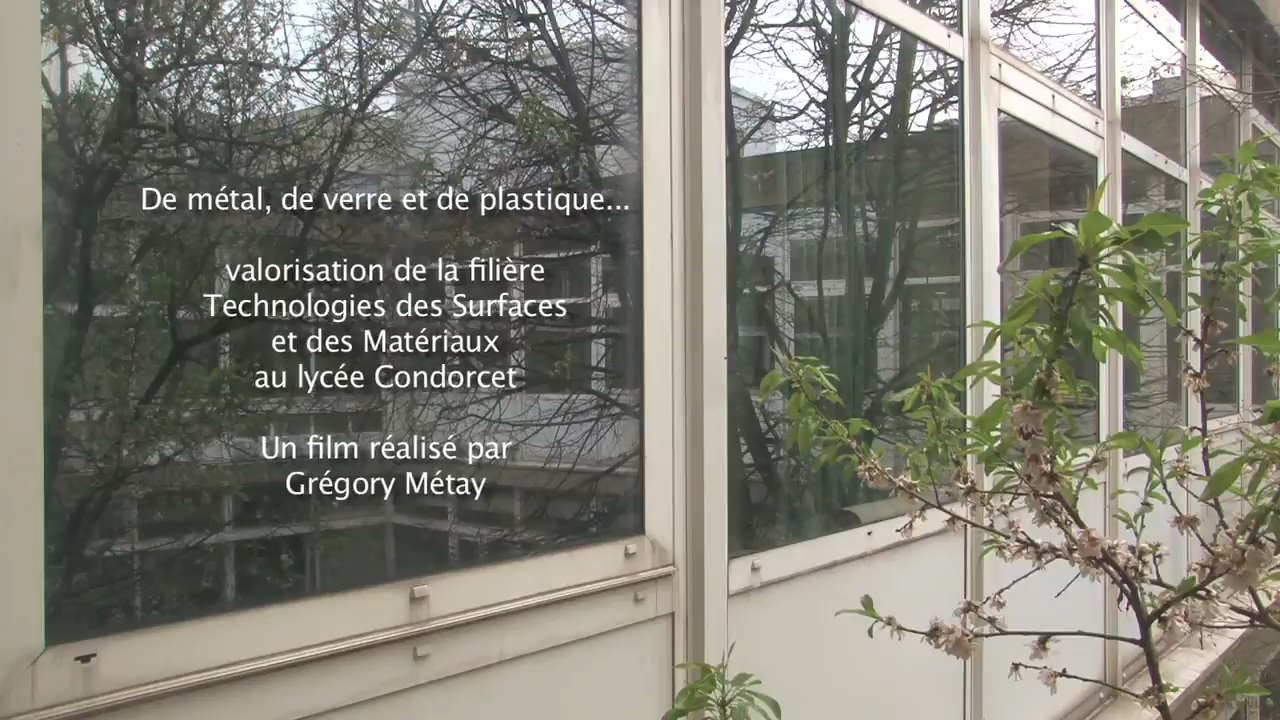 De métal, de verre et de plastique...
valorisation de la filière
Technologies des Surfaces
et des Matériaux
au lycée Condorcet
Un film réalisé par
Grégory Métay